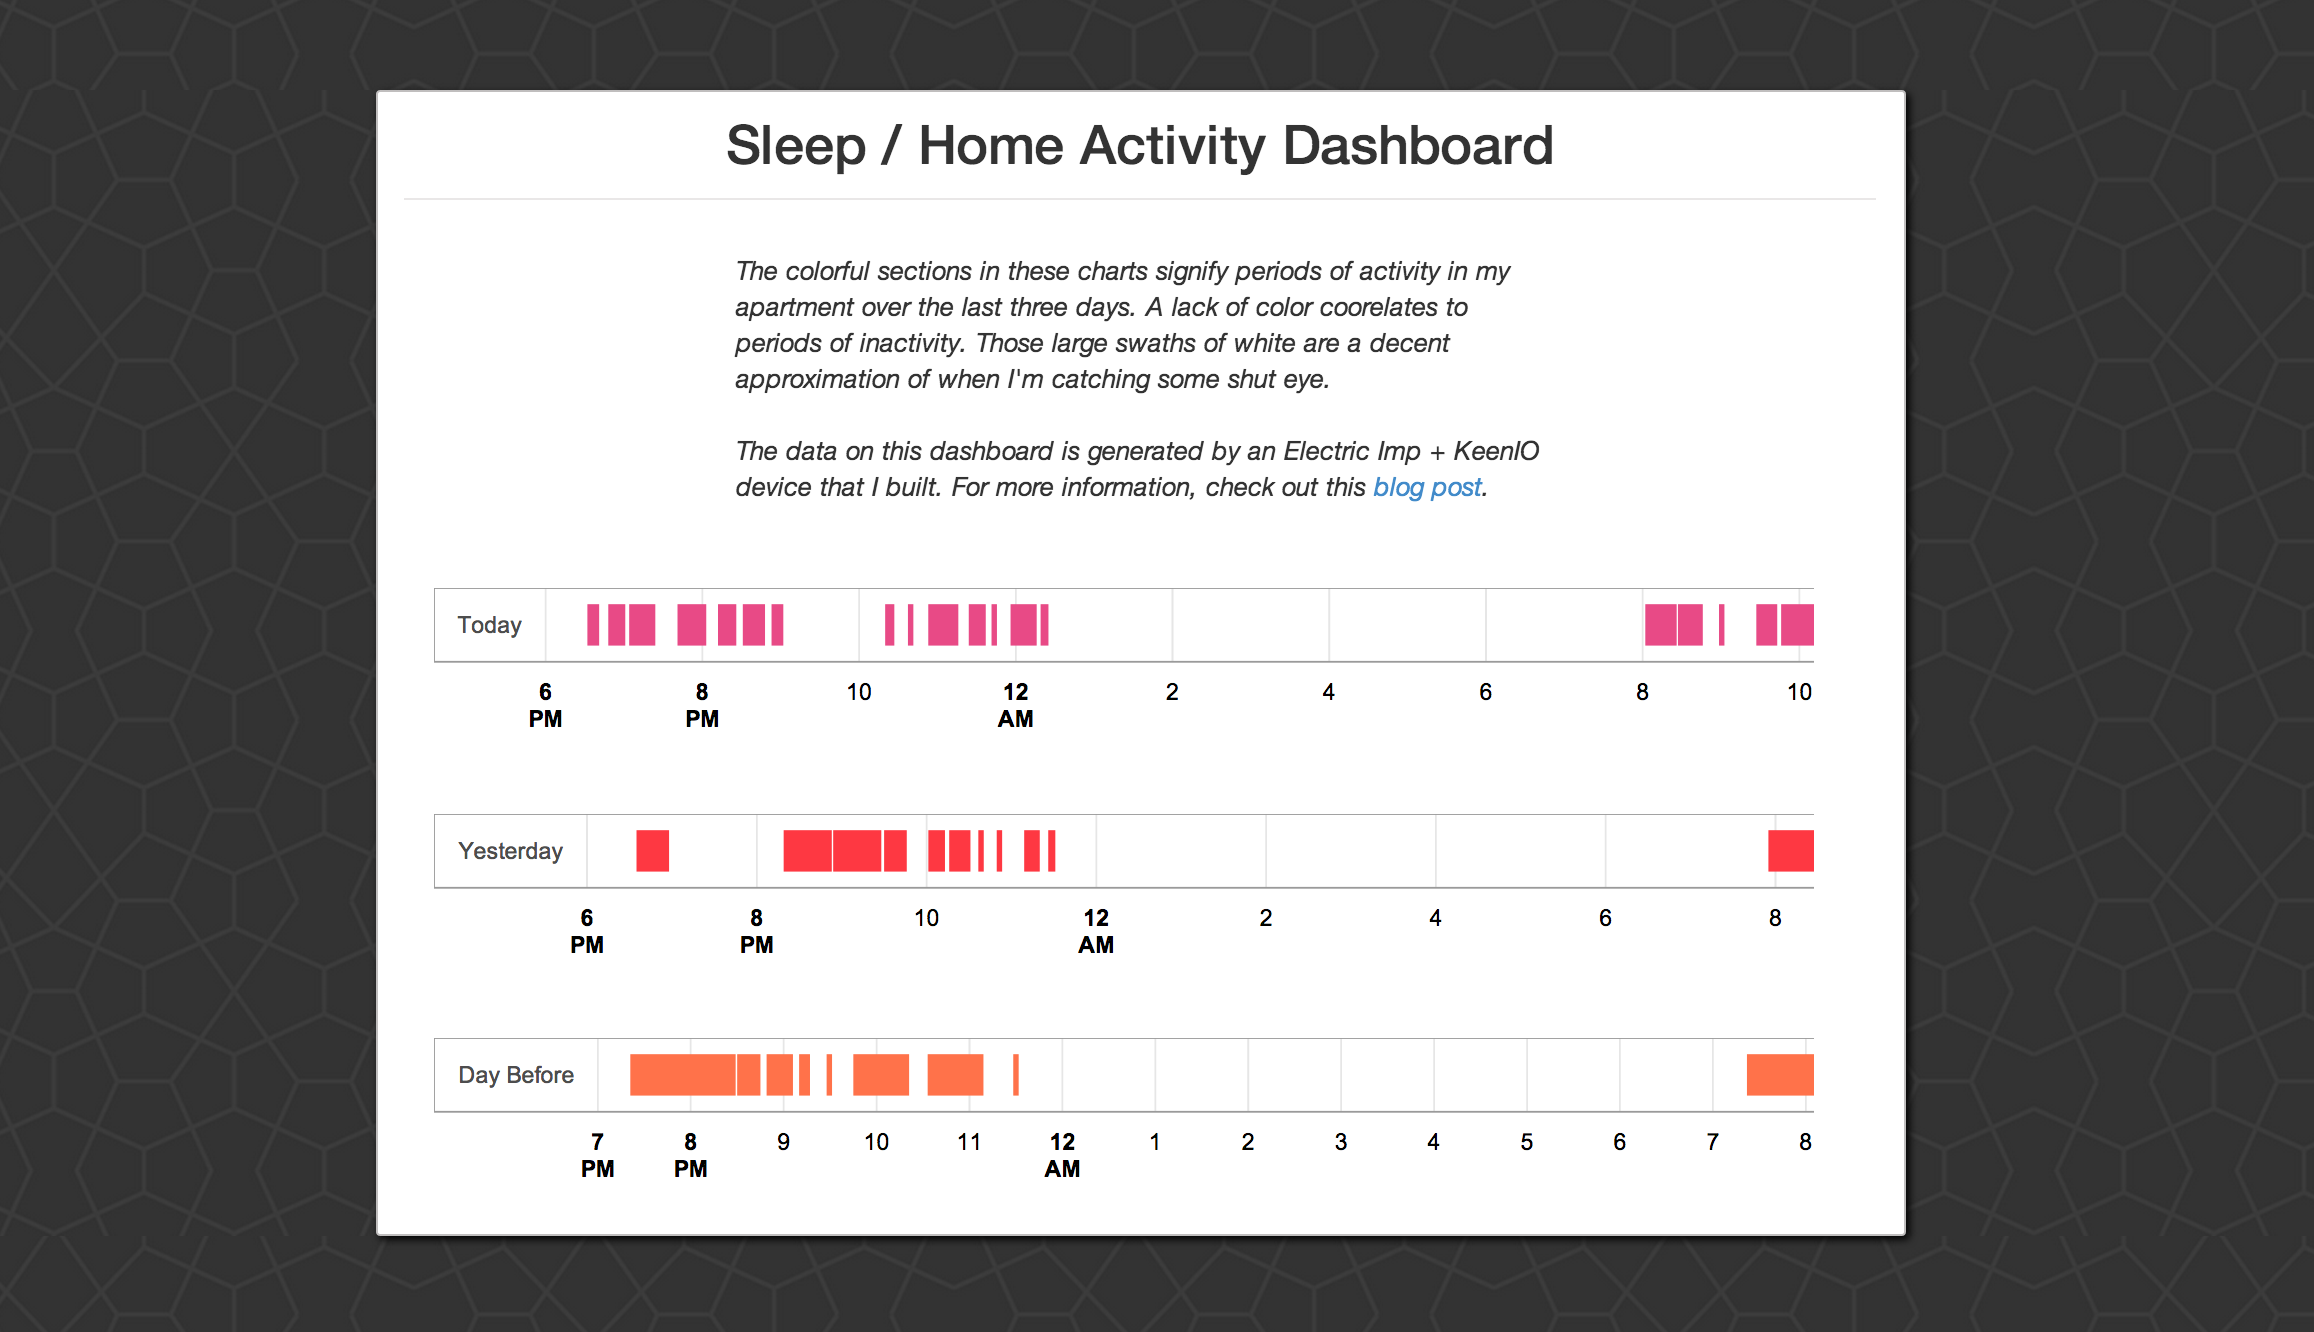 Sleep / Home Activity Dashboard
The colorful sections in these charts signify periods of activity in my
apartment over the last three days. A lack of color coorelates to
periods of inactivity. Those large swaths of white are a decent
approximation of when I'm catching some shut eye.
The data on this dashboard is generated by an Electric Imp + KeenIO
device that I built. For more information, check out this blog post.
Today
6 8 10 12 2 4 6 8 10
PM PM AM
Yesterday
6 8 10 12 2 4 6 8
PM PM AM
Day Before
7 8 9 10 11 12 1 2 3 4 5 6 7 8
PM PM AM